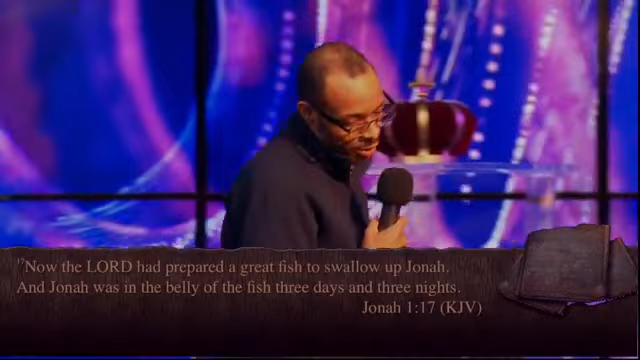 ¹⁷Now the LORD had prepared a great fish to swallow up Jonah.
And Jonah was in the belly of the fish three days and three nights.
Jonah 1:17 (KJV)